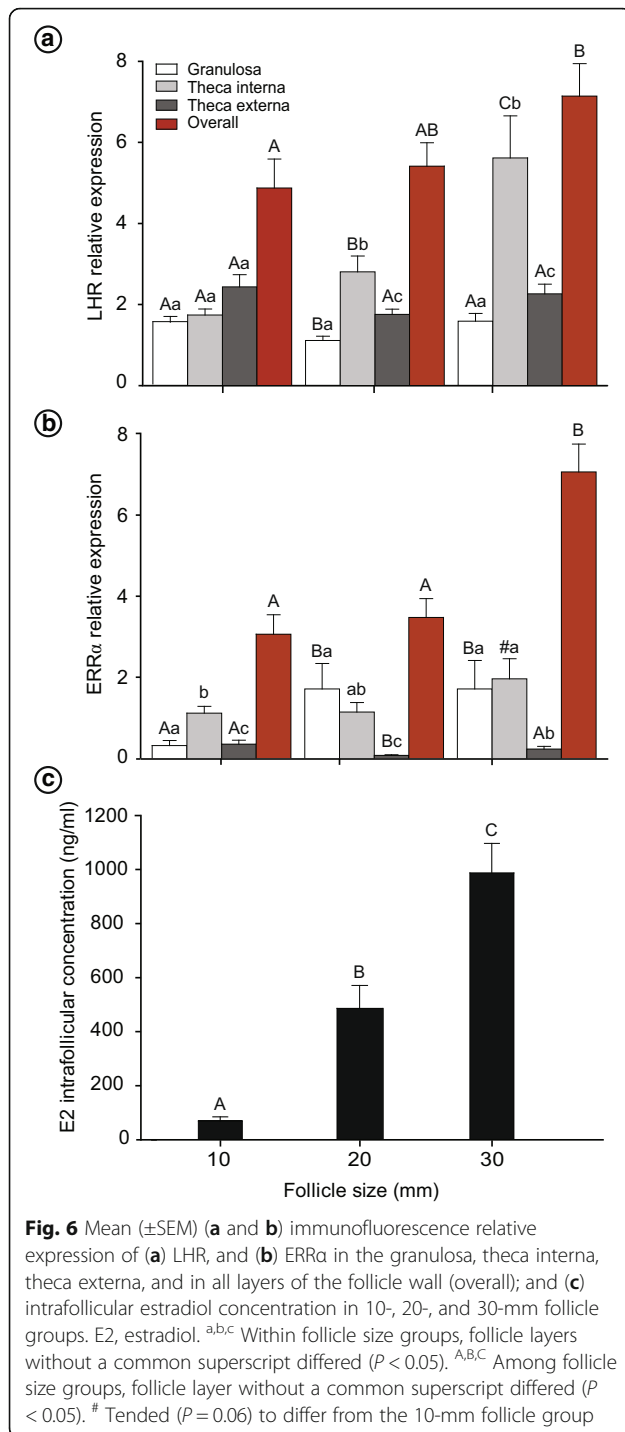 a
Granulosa
Theca interna
Theca externa
Overall
LHR relative expression
8
6
4
2
0
Aa Aa Aa A
Ba Bb Ac AB
Aa Cb Ac B
b
ERRα relative expression
8
6
4
2
0
Aa b Ac A
Ba ab Bc A
Ba #a Ab B
c
E2 intrafollicular concentration (ng/ml)
1200
1000
800
600
400
200
0
A B C
10 20 30
Follicle size (mm)
Fig. 6 Mean (±SEM) (a and b) immunofluorescence relative
expression of (a) LHR, and (b) ERRα in the granulosa, theca interna,
theca externa, and in all layers of the follicle wall (overall); and (c)
intrafollicular estradiol concentration in 10-, 20-, and 30-mm follicle
groups. E2, estradiol. a,b,c Within follicle size groups, follicle layers
without a common superscript differed (P < 0.05). A,B,C Among follicle
size groups, follicle layer without a common superscript differed (P
< 0.05). # Tended (P = 0.06) to differ from the 10-mm follicle group